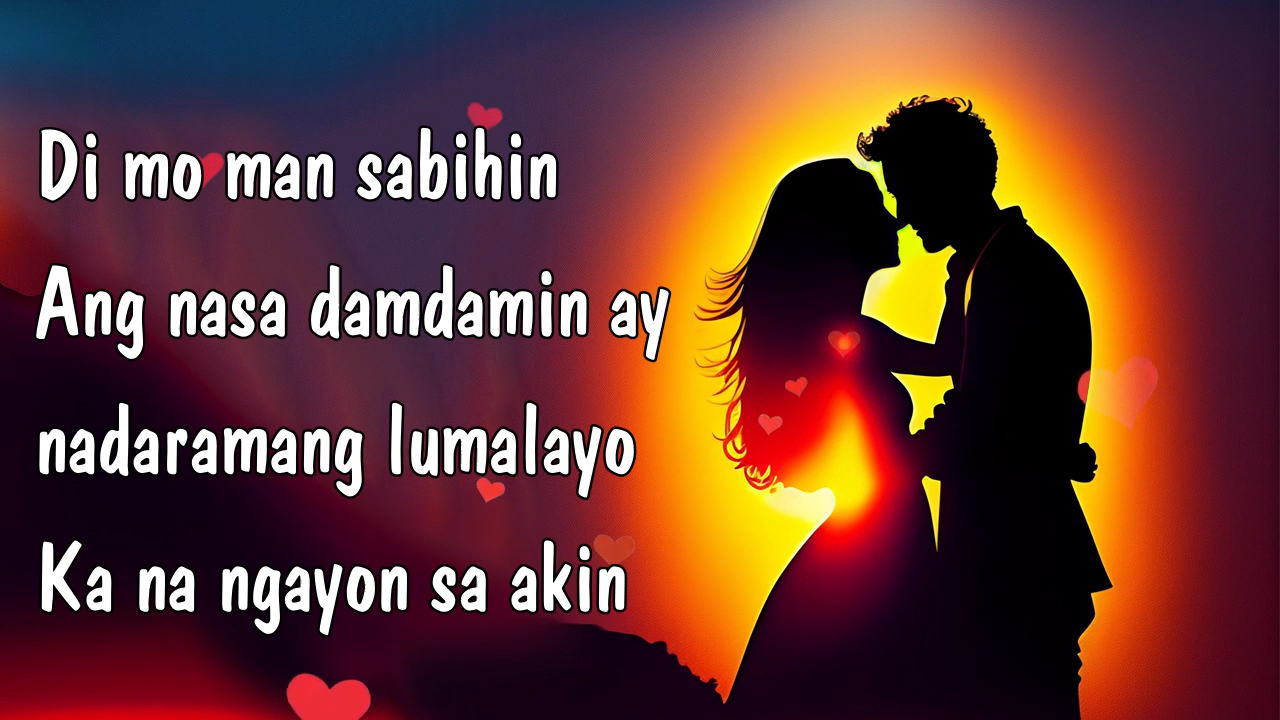 Di mo man sabihin
Ang nasa damdamin ay
nadaramang lumalayo
Ka na ngayon sa akin